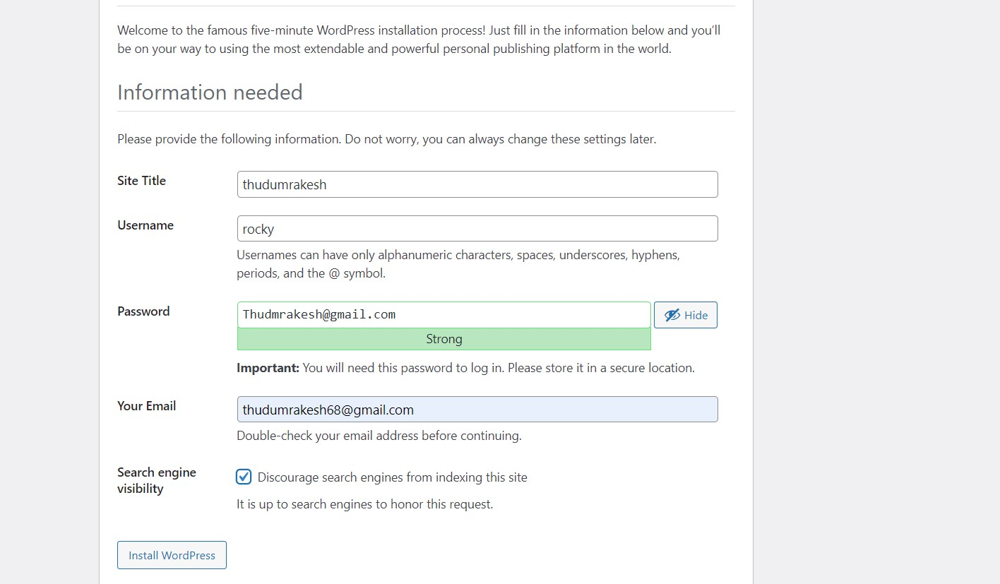 Welcome to the famous five-minute WordPress installation process! Just fill in the information below and you’ll
be on your way to using the most extendable and powerful personal publishing platform in the world.
Information needed
Please provide the following information. Do not worry, you can always change these settings later.
Site Title
thudumrakesh
Username
rocky
Usernames can have only alphanumeric characters, spaces, underscores, hyphens,
periods, and the @ symbol.
Password
Thudmrakesh@gmail.com
Hide
Strong
Important: You will need this password to log in. Please store it in a secure location.
Your Email
thudumrakesh68@gmail.com
Double-check your email address before continuing.
Search engine
visibility
Discourage search engines from indexing this site
It is up to search engines to honor this request.
Install WordPress